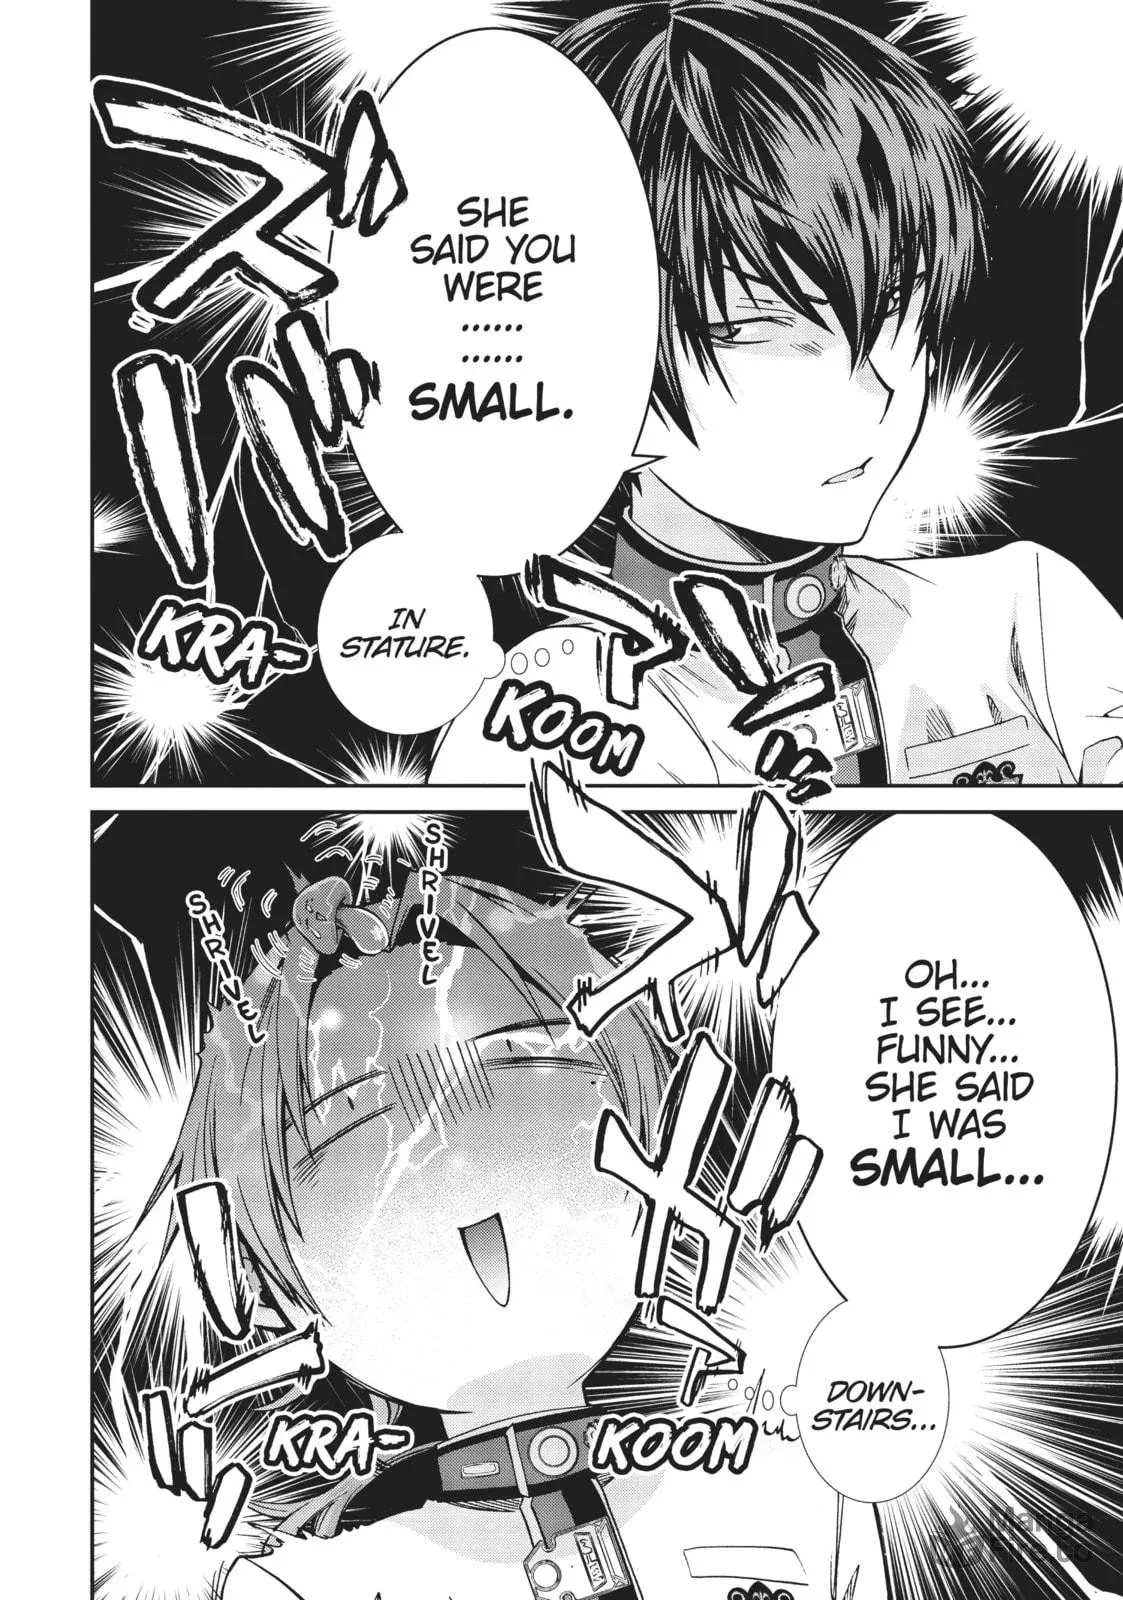 SHE
SAID YOU
WERE
......
......
SMALL.
IN
STATURE.
KRA-
KOOM
OH...
I SEE...
FUNNY...
SHE SAID
I WAS
SMALL...
DOWN-
STAIRS...
SHRIVEL
SHRIVEL
KRA-
KOOM